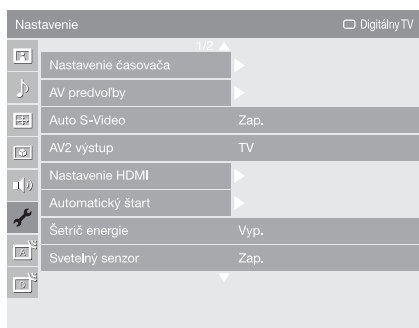 Nastavenie Digitálny TV
1/2
Nastavenie časovača
AV predvoľby
Auto S-Video Zap.
AV2 výstup TV
Nastavenie HDMI
Automatický štart
Šetrič energie Vyp.
Svetelný senzor Zap.
A
D